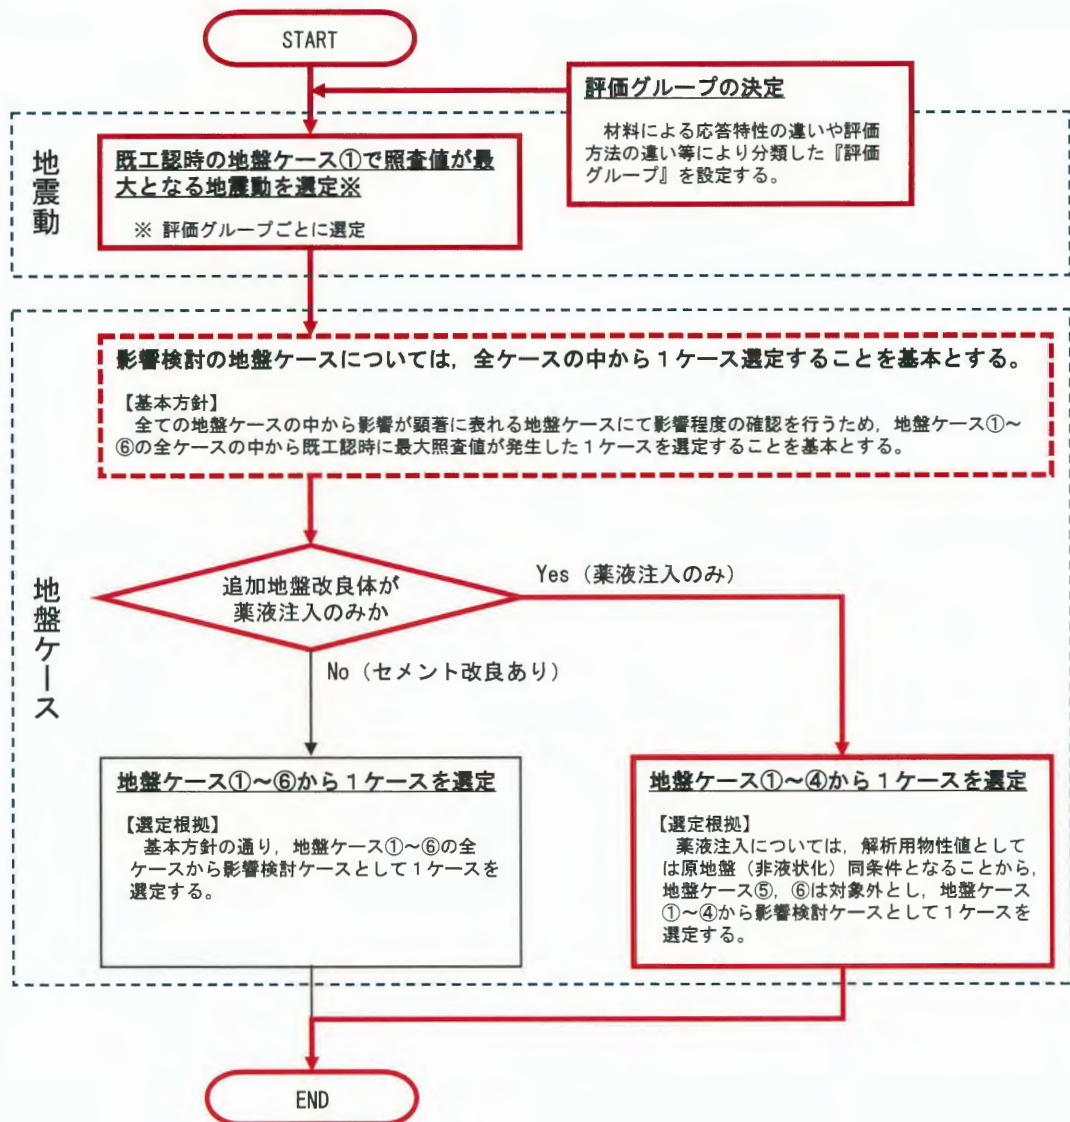 START
評価グループの決定
材料による応答特性の違いや評価
方法の違い等により分類した『評価
グループ』を設定する。
地震動
既工認時の地盤ケース①で照査値が最
大となる地震動を選定※
※ 評価グループごとに選定
影響検討の地盤ケースについては,全ケースの中から1ケース選定することを基本とする。
【基本方針】
全ての地盤ケースの中から影響が顕著に表れる地盤ケースにて影響程度の確認を行うため,地盤ケース①~
⑥の全ケースの中から既工認時に最大照査値が発生した1ケースを選定することを基本とする。
地盤ケース
追加地盤改良体が
薬液注入のみか
Yes(薬液注入のみ)
No(セメント改良あり)
地盤ケース①~⑥から1ケースを選定
【選定根拠】
基本方針の通り,地盤ケース①~⑥の全
ケースから影響検討ケースとして1ケースを
選定する。
地盤ケース①~④から1ケースを選定
【選定根拠】
薬液注入については,解析用物性値として
は原地盤(非液状化)同条件となることから,
地盤ケース⑤,⑥は対象外とし,地盤ケース
①~④から影響検討ケースとして1ケースを
選定する。
END